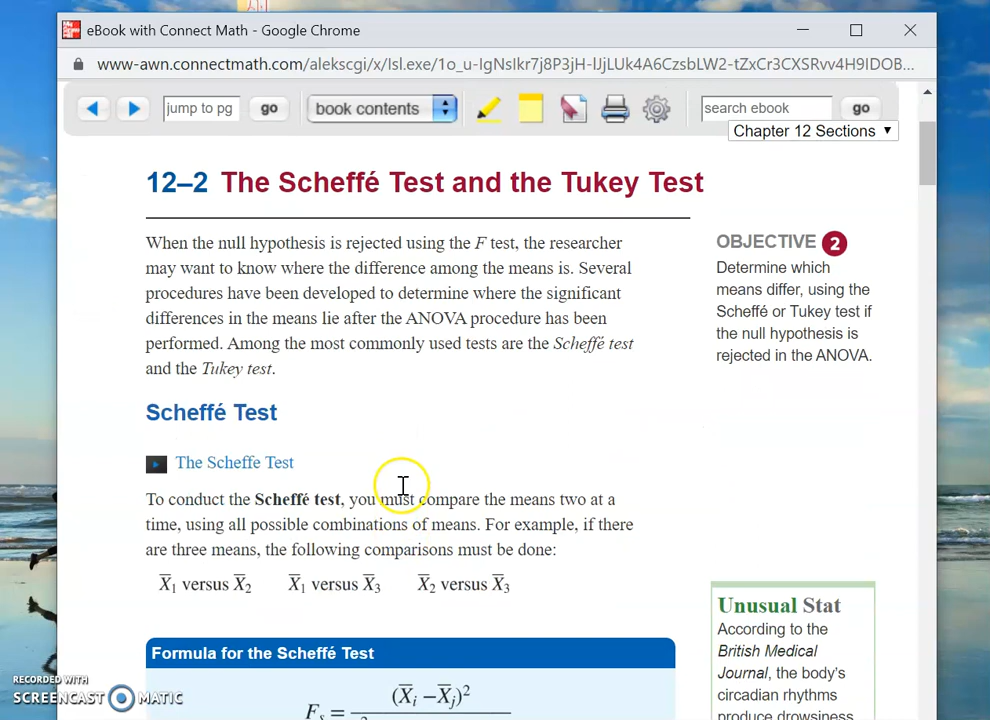 eBook with Connect Math - Google Chrome
www-awn.connectmath.com/alekscgi/x/Isl.exe/1o_u-IgNsIkr7j8P3jH-lJjLUk4A6CzsbLW2-tZxCr3CXSRvv4H9IDOB...
jump to pg
go
book contents
search ebook
go
Chapter 12 Sections
12–2 The Scheffé Test and the Tukey Test
When the null hypothesis is rejected using the F test, the researcher
may want to know where the difference among the means is. Several
procedures have been developed to determine where the significant
differences in the means lie after the ANOVA procedure has been
performed. Among the most commonly used tests are the Scheffé test
and the Tukey test.
OBJECTIVE 2
Determine which
means differ, using the
Scheffé or Tukey test if
the null hypothesis is
rejected in the ANOVA.
Scheffé Test
The Scheffe Test
To conduct the Scheffé test, you must compare the means two at a
time, using all possible combinations of means. For example, if there
are three means, the following comparisons must be done:
X̅₁ versus X̅₂ X̅₁ versus X̅₃ X̅₂ versus X̅₃
Formula for the Scheffé Test
(X̅ᵢ – X̅ⱼ)²
Fₛ =
Unusual Stat
According to the
British Medical
Journal, the body's
circadian rhythms
produce drowsiness
RECORDED WITH
SCREENCAST MATIC